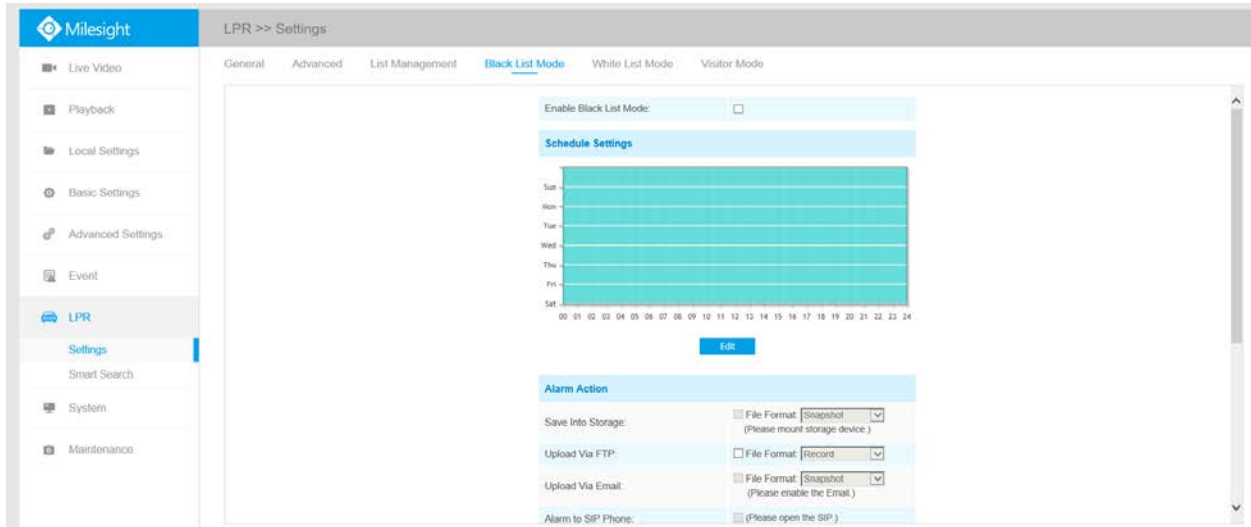 Milesight
LPR >> Settings
Live Video
Playback
Local Settings
Basic Settings
Advanced Settings
Event
LPR
Settings
Smart Search
System
Maintenance
General Advanced List Management Black List Mode White List Mode Visitor Mode
Enable Black List Mode:
Schedule Settings
Sun
Mon
Tue
Wed
Thu
Fri
Sat
00 01 02 03 04 05 06 07 08 09 10 11 12 13 14 15 16 17 18 19 20 21 22 23 24
Edit
Alarm Action
Save Into Storage: File Format: Snapshot
(Please mount storage device.)
Upload Via FTP: File Format: Record
Upload Via Email: File Format: Snapshot
(Please enable the Email.)
Alarm to SIP Phone: (Please open the SIP.)